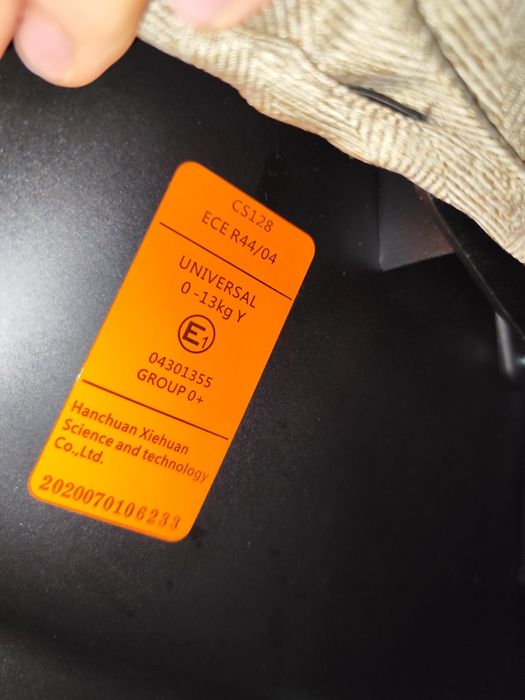 CS128
ECE R44/04
UNIVERSAL
0 -13kg Y
E1
04301355
GROUP 0+
Hanchuan Xiehuan
Science and technology
Co.,Ltd.
2020070106233